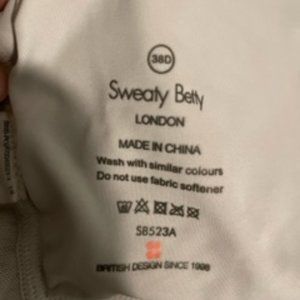 38D
Sweaty Betty
LONDON
MADE IN CHINA
Wash with similar colours
Do not use fabric softener
SB523A
BRITISH DESIGN SINCE 1998